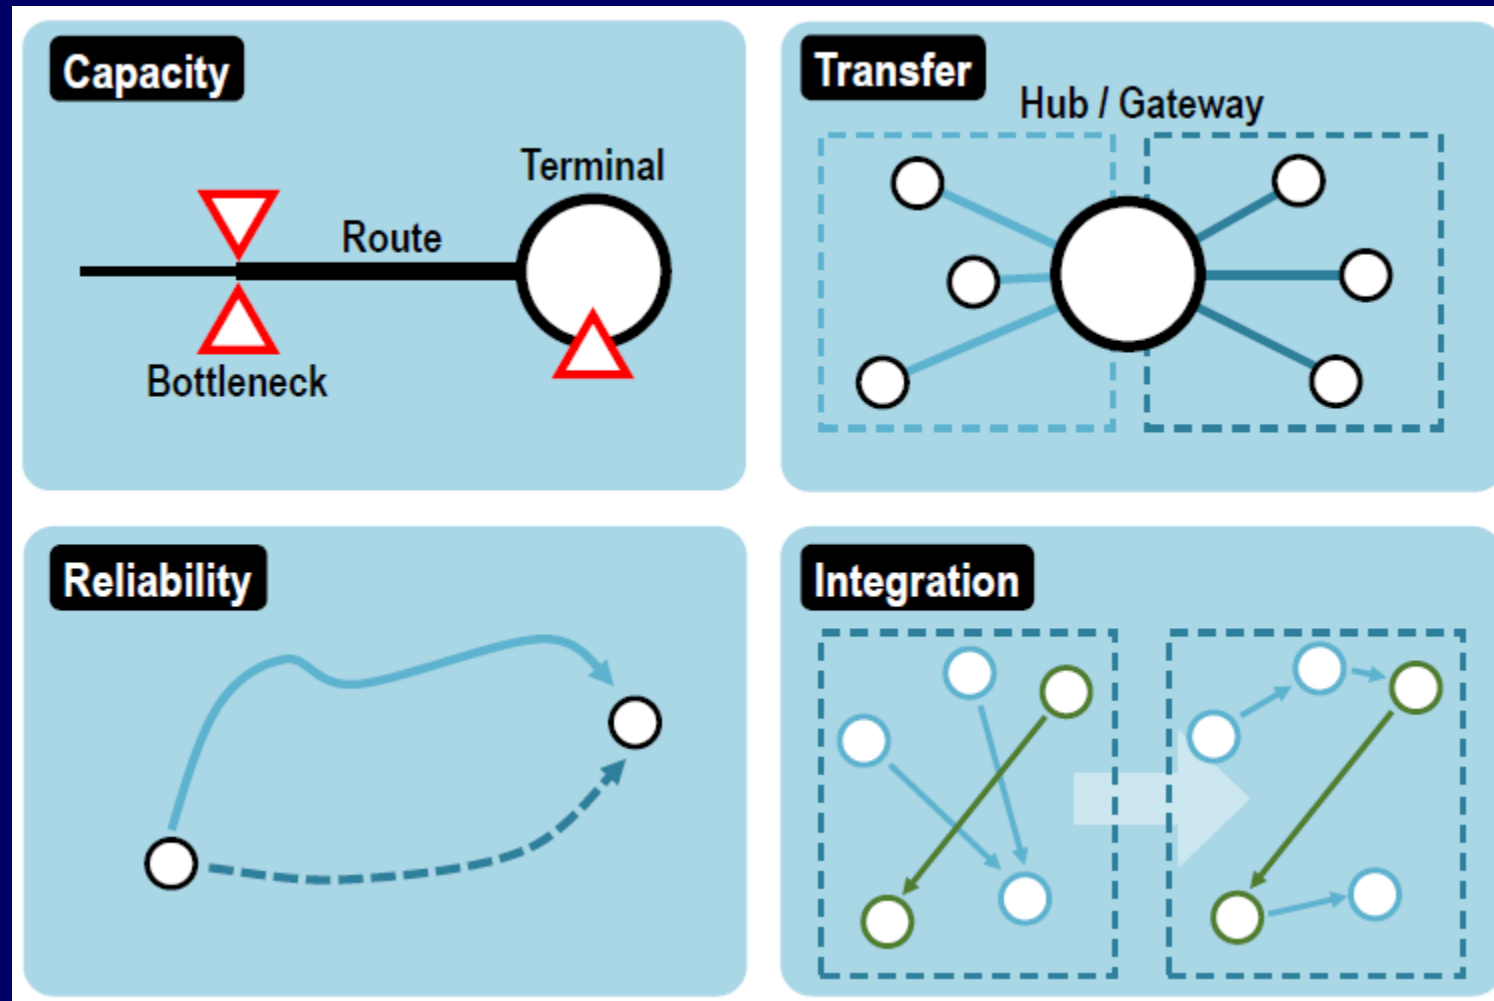 Capacity
Terminal
Route
Bottleneck
Transfer
Hub / Gateway
Reliability
Integration